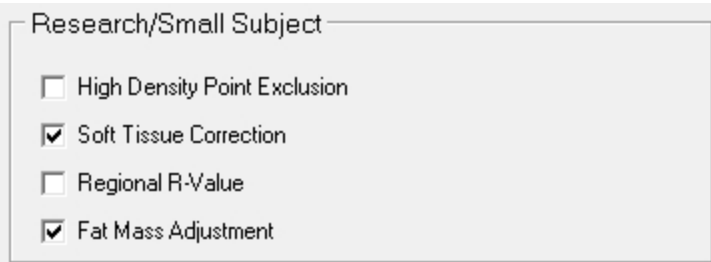 Research/Small Subject
High Density Point Exclusion
Soft Tissue Correction
Regional R-Value
Fat Mass Adjustment